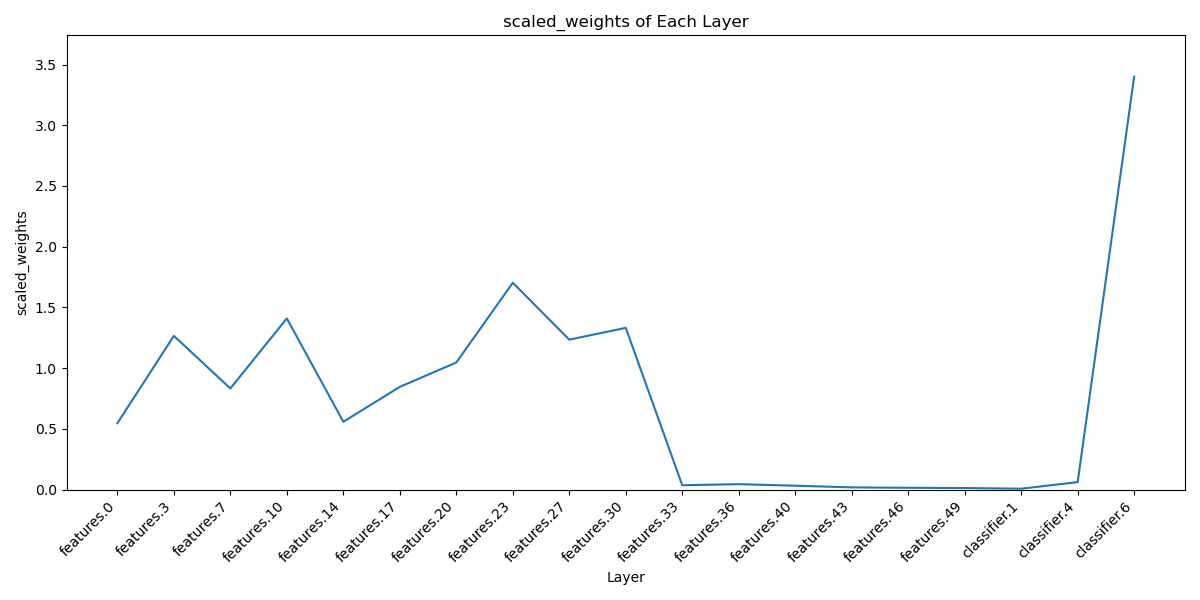 scaled_weights of Each Layer
scaled_weights
3.5
3.0
2.5
2.0
1.5
1.0
0.5
0.0
features.0
features.3
features.7
features.10
features.14
features.17
features.20
features.23
features.27
features.30
features.33
features.36
features.40
features.43
features.46
features.49
classifier.1
classifier.4
classifier.6
Layer